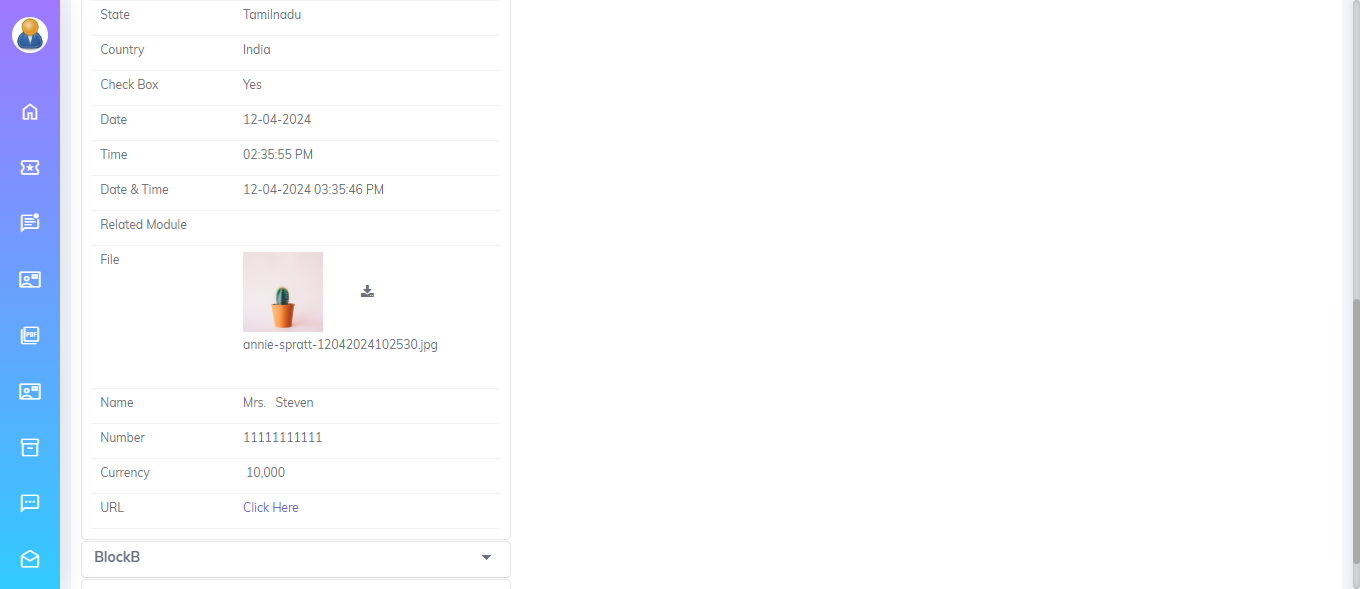 State Tamilnadu
Country India
Check Box Yes
Date 12-04-2024
Time 02:35:55 PM
Date & Time 12-04-2024 03:35:46 PM
Related Module
File
annie-spratt-12042024102530.jpg
Name Mrs. Steven
Number 11111111111
Currency 10,000
URL Click Here
BlockB
PDF